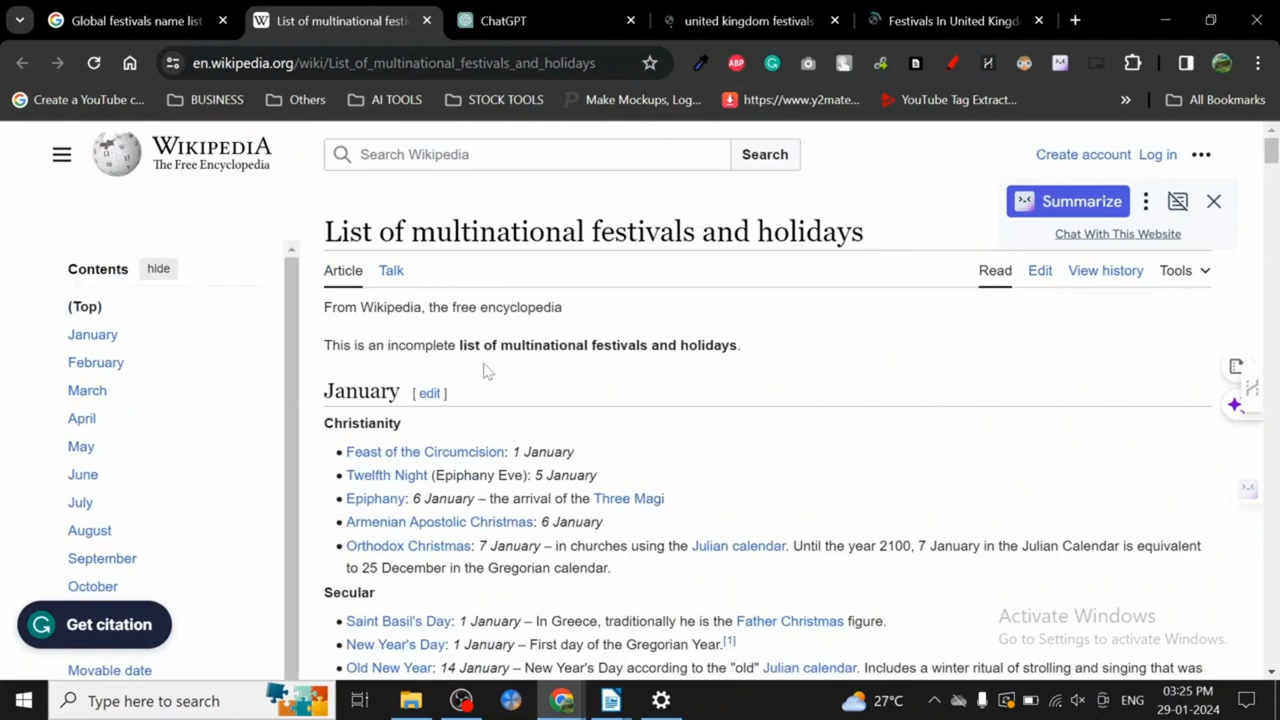 Global festivals name list
List of multinational festi
ChatGPT
united kingdom festivals
Festivals In United Kingd
en.wikipedia.org/wiki/List_of_multinational_festivals_and_holidays
ABP
Create a YouTube c...
BUSINESS
Others
AI TOOLS
STOCK TOOLS
Make Mockups, Log...
https://www.y2mate...
YouTube Tag Extract...
All Bookmarks
WIKIPEDIA
The Free Encyclopedia
Search Wikipedia
Search
Create account
Log in
Summarize
Chat With This Website
List of multinational festivals and holidays
Contents
hide
Article
Talk
Read
Edit
View history
Tools
(Top)
January
February
March
April
May
June
July
August
September
October
Movable date
From Wikipedia, the free encyclopedia
This is an incomplete list of multinational festivals and holidays.
January [ edit ]
Christianity
• Feast of the Circumcision: 1 January
• Twelfth Night (Epiphany Eve): 5 January
• Epiphany: 6 January – the arrival of the Three Magi
• Armenian Apostolic Christmas: 6 January
• Orthodox Christmas: 7 January – in churches using the Julian calendar. Until the year 2100, 7 January in the Julian Calendar is equivalent
to 25 December in the Gregorian calendar.
Secular
• Saint Basil's Day: 1 January – In Greece, traditionally he is the Father Christmas figure.
• New Year's Day: 1 January – First day of the Gregorian Year.[1]
• Old New Year: 14 January – New Year's Day according to the "old" Julian calendar. Includes a winter ritual of strolling and singing that was
Get citation
Activate Windows
Go to Settings to activate Windows.
Type here to search
27°C
ENG
03:25 PM
29-01-2024